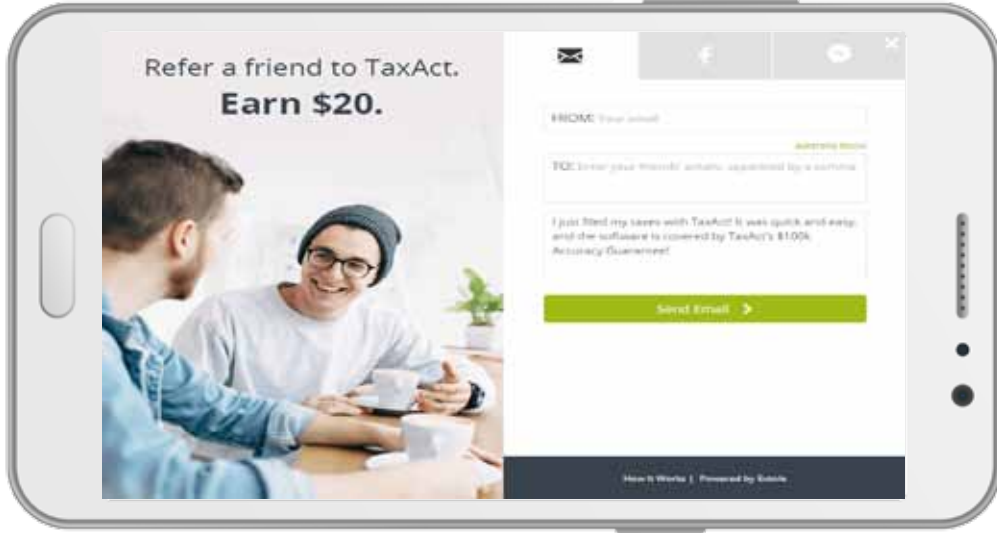 Refer a friend to TaxAct.
Earn $20.
FROM: Your email
Address Book
TO: Enter your friends' emails, separated by a comma
I just filed my taxes with TaxAct! It was quick and easy,
and the software is covered by TaxAct's $100k
Accuracy Guarantee!
Send Email
How It Works | Powered by Extole